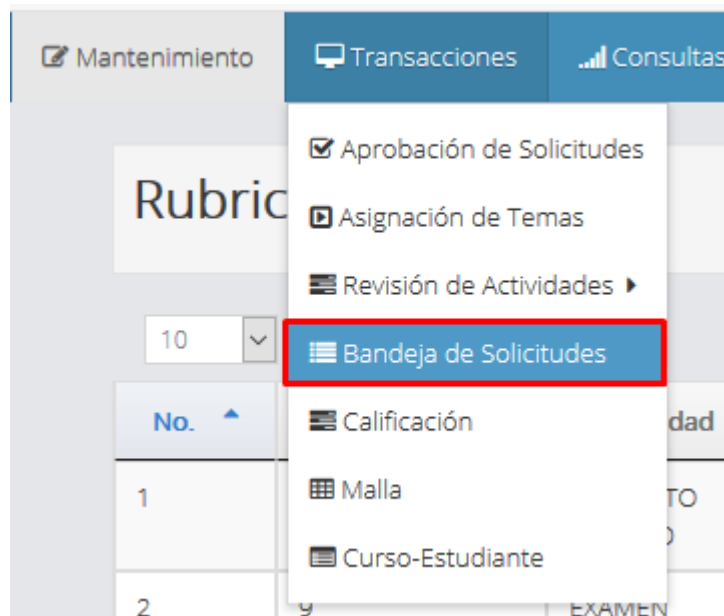 Mantenimiento
Transacciones
Consultas
Aprobación de Solicitudes
Rubric
Asignación de Temas
Revisión de Actividades
10
Bandeja de Solicitudes
No.
Calificación
dad
1
Malla
TO
Curso-Estudiante
2
9
EXAMEN